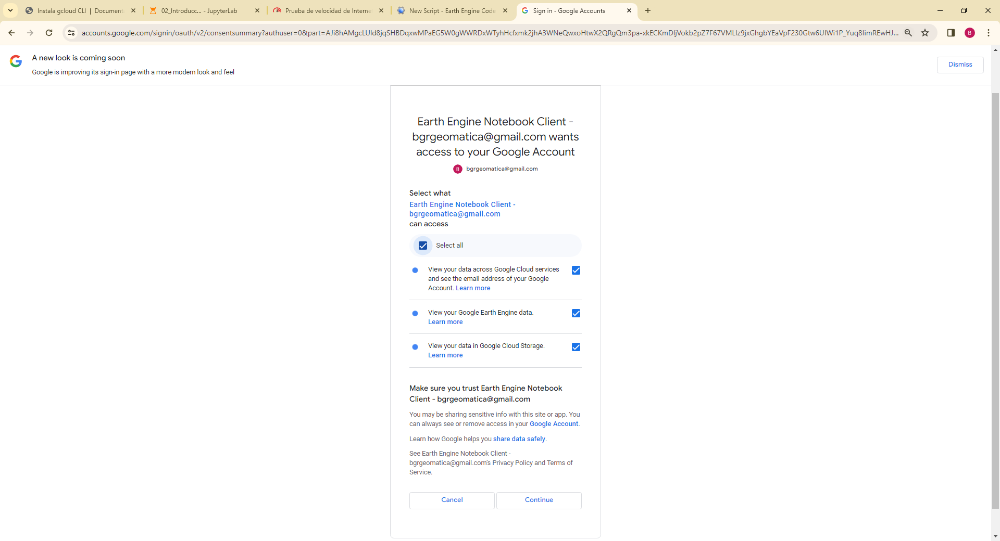 Instala gcloud CLI | Document
02_Introducc... - JupyterLab
Prueba de velocidad de Interne
New Script - Earth Engine Code
Sign in - Google Accounts
accounts.google.com/signin/oauth/v2/consentsummary?authuser=0&part=AJi8hAMgcLUId8jqSHBDqxwMPaEG5W0gWWRDxWTyhHcfxmk2jhA3WNeQwxoHtwX2QRgQm3pa-xkECKmDIjVokb2pZ7F67VMLIz9jxGhgbYEaVpF230Gtw6UIWi1P_Yuq8IimREwHJ...
B
A new look is coming soon
Google is improving its sign-in page with a more modern look and feel
Dismiss
Earth Engine Notebook Client -
bgrgeomatica@gmail.com wants
access to your Google Account
B bgrgeomatica@gmail.com
Select what
Earth Engine Notebook Client -
bgrgeomatica@gmail.com
can access
Select all
View your data across Google Cloud services
and see the email address of your Google
Account. Learn more
View your Google Earth Engine data.
Learn more
View your data in Google Cloud Storage.
Learn more
Make sure you trust Earth Engine Notebook
Client - bgrgeomatica@gmail.com
You may be sharing sensitive info with this site or app. You
can always see or remove access in your Google Account.
Learn how Google helps you share data safely.
See Earth Engine Notebook Client -
bgrgeomatica@gmail.com's Privacy Policy and Terms of
Service.
Cancel
Continue